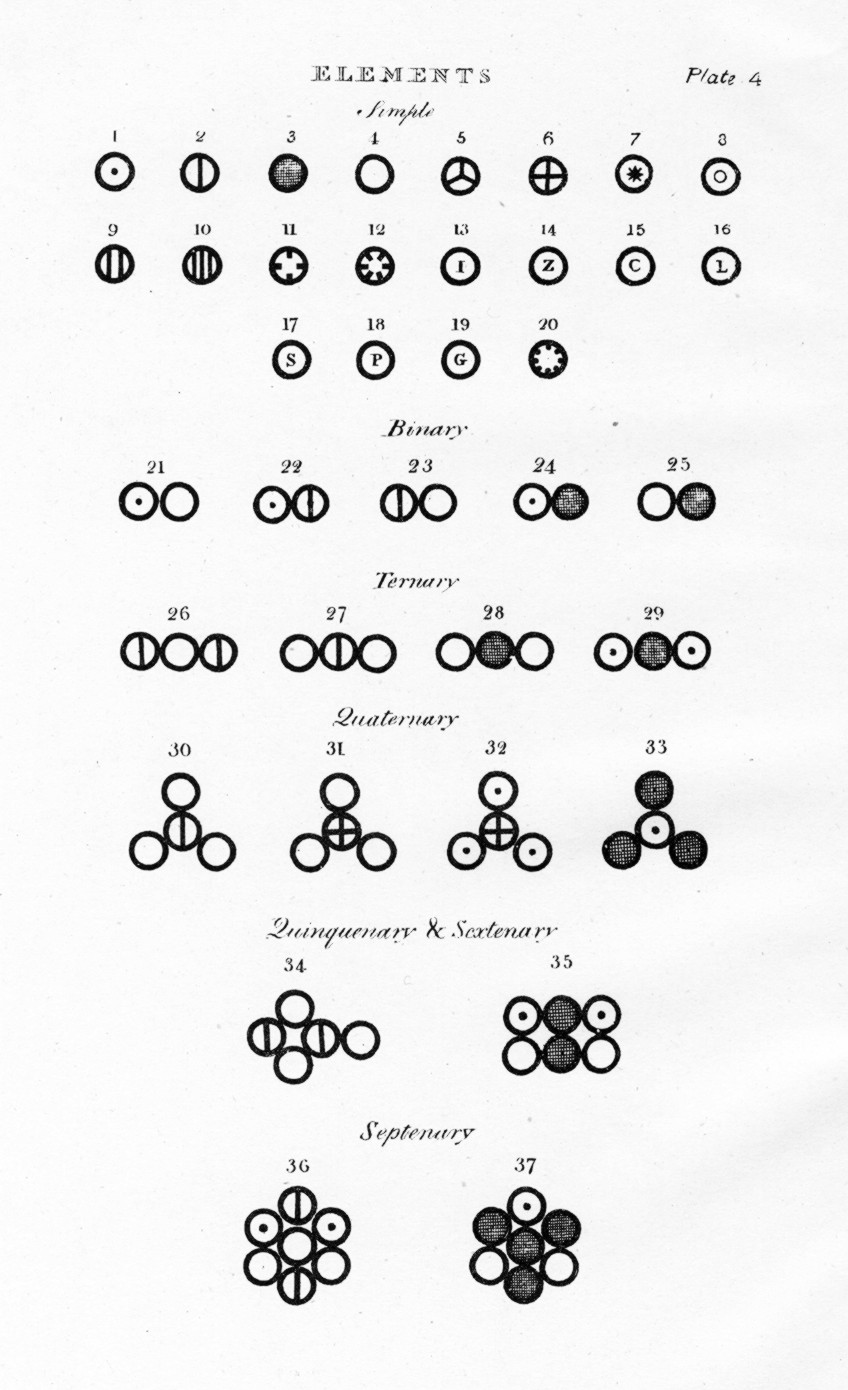 ELEMENTS Plate 4
Simple
1 2 3 4 5 6 7 8
9 10 11 12 13 14 15 16
I Z C L
17 18 19 20
S P G
Binary
21 22 23 24 25
Ternary
26 27 28 29
Quaternary
30 31 32 33
Quinquenary & Sextenary
34 35
Septenary
36 37